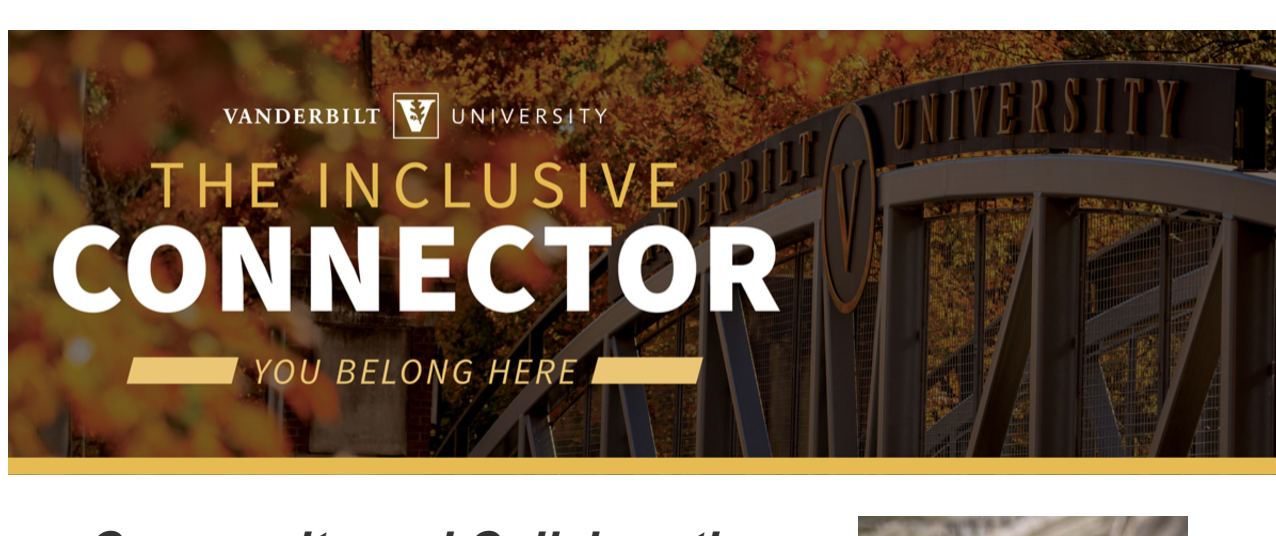 VANDERBILT V UNIVERSITY
THE INCLUSIVE
CONNECTOR
YOU BELONG HERE
UNIVERSITY
V